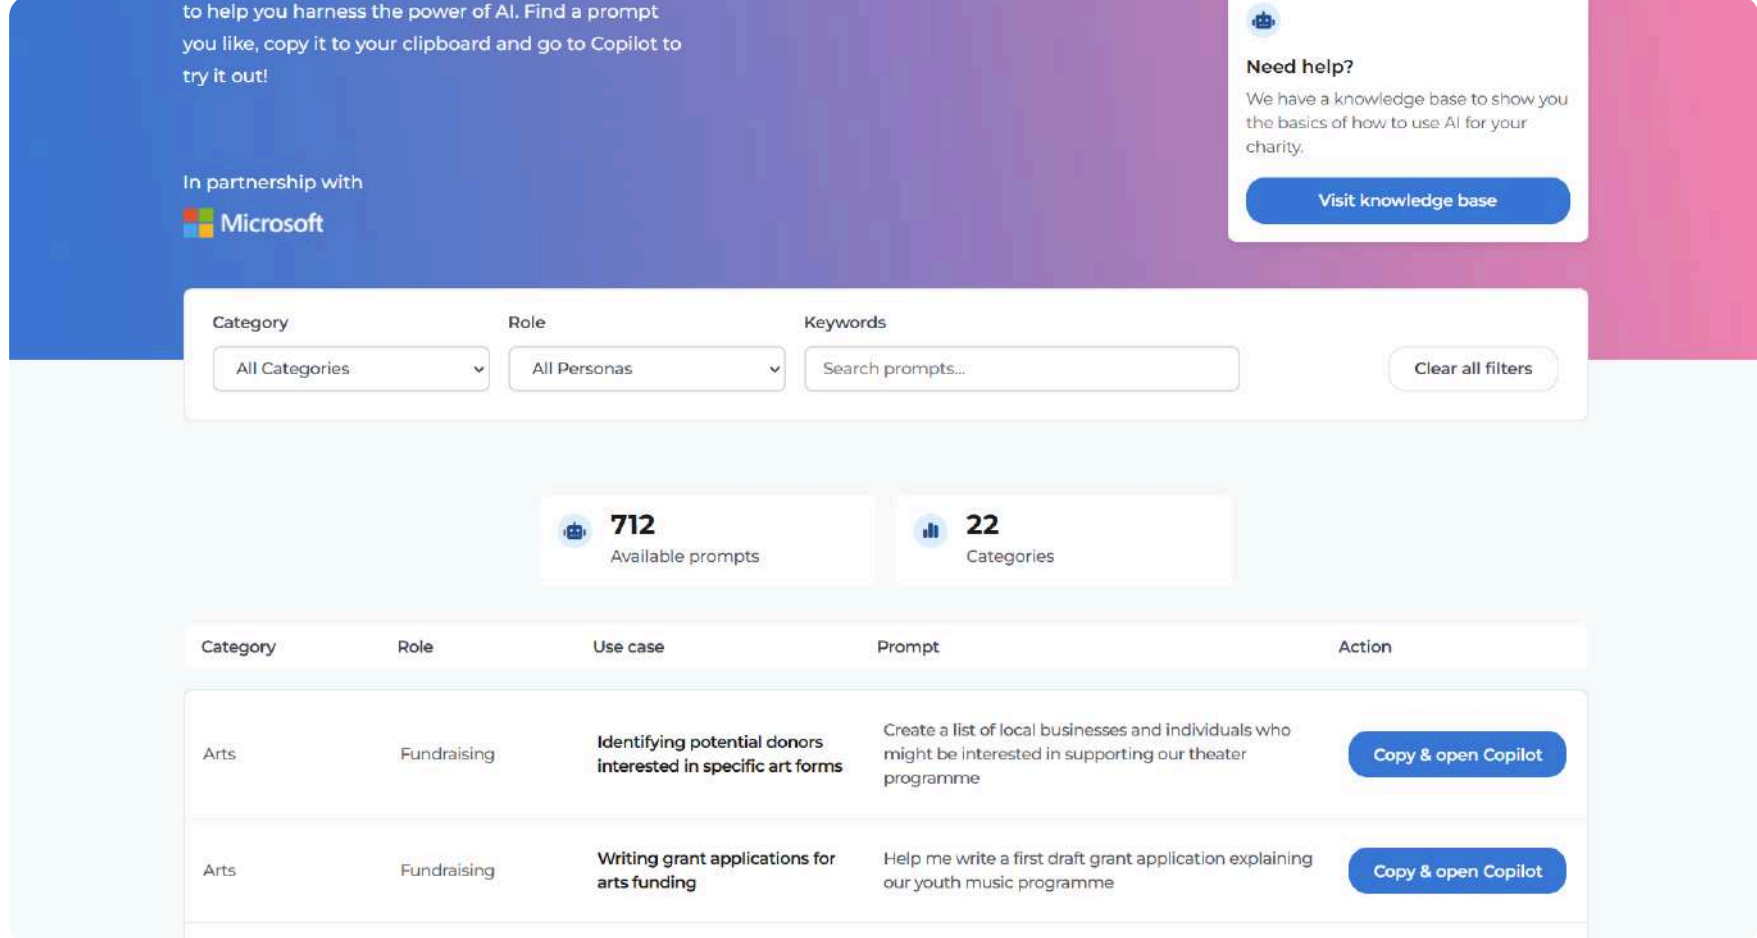 to help you harness the power of AI. Find a prompt
you like, copy it to your clipboard and go to Copilot to
try it out!
In partnership with
Microsoft
Need help?
We have a knowledge base to show you
the basics of how to use AI for your
charity.
Visit knowledge base
Category
Role
Keywords
All Categories
All Personas
Search prompts...
Clear all filters
712
Available prompts
22
Categories
Category
Role
Use case
Prompt
Action
Arts
Fundraising
Identifying potential donors
interested in specific art forms
Create a list of local businesses and individuals who
might be interested in supporting our theater
programme
Copy & open Copilot
Arts
Fundraising
Writing grant applications for
arts funding
Help me write a first draft grant application explaining
our youth music programme
Copy & open Copilot